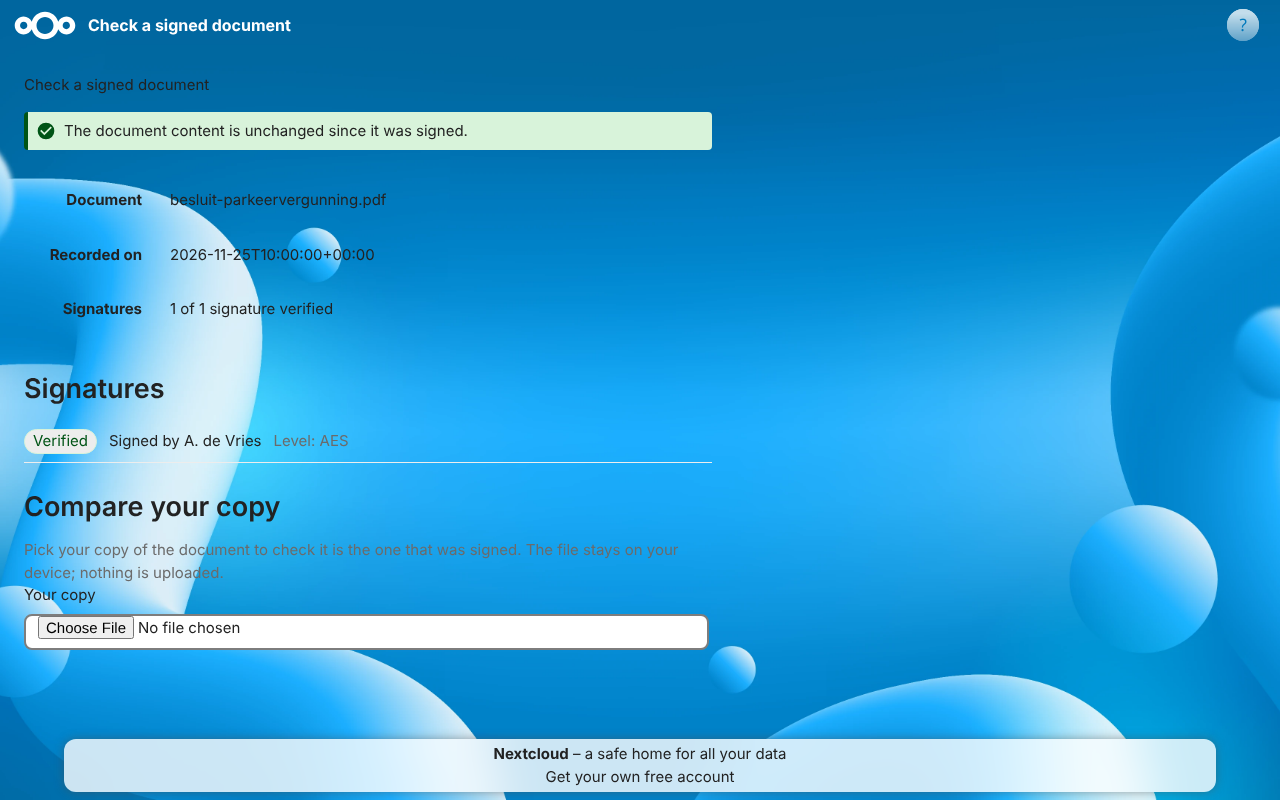 Check a signed document
?
Check a signed document
The document content is unchanged since it was signed.
Document besluit-parkeervergunning.pdf
Recorded on 2026-11-25T10:00:00+00:00
Signatures 1 of 1 signature verified
Signatures
Verified Signed by A. de Vries Level: AES
Compare your copy
Pick your copy of the document to check it is the one that was signed. The file stays on your
device; nothing is uploaded.
Your copy
Choose File No file chosen
Nextcloud – a safe home for all your data
Get your own free account